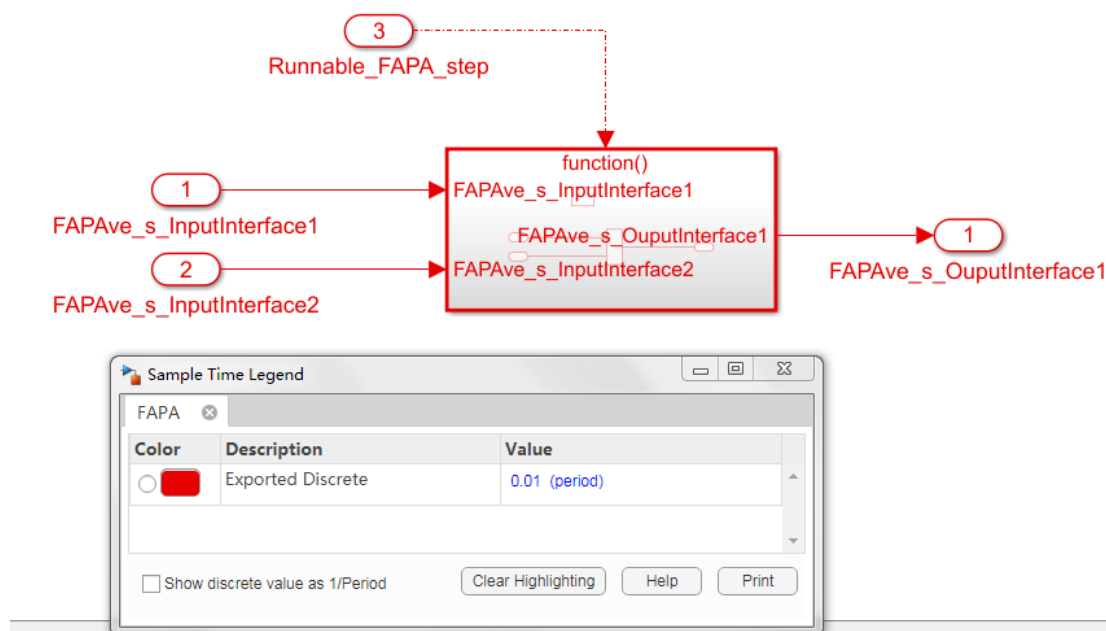 3
Runnable_FAPA_step
function()
1
FAPAve_s_InputInterface1
FAPAve_s_InputInterface1
FAPAve_s_OuputInterface1
1
FAPAve_s_OuputInterface1
2
FAPAve_s_InputInterface2
FAPAve_s_InputInterface2
Sample Time Legend
FAPA
Color Description Value
Exported Discrete 0.01 (period)
Show discrete value as 1/Period Clear Highlighting Help Print